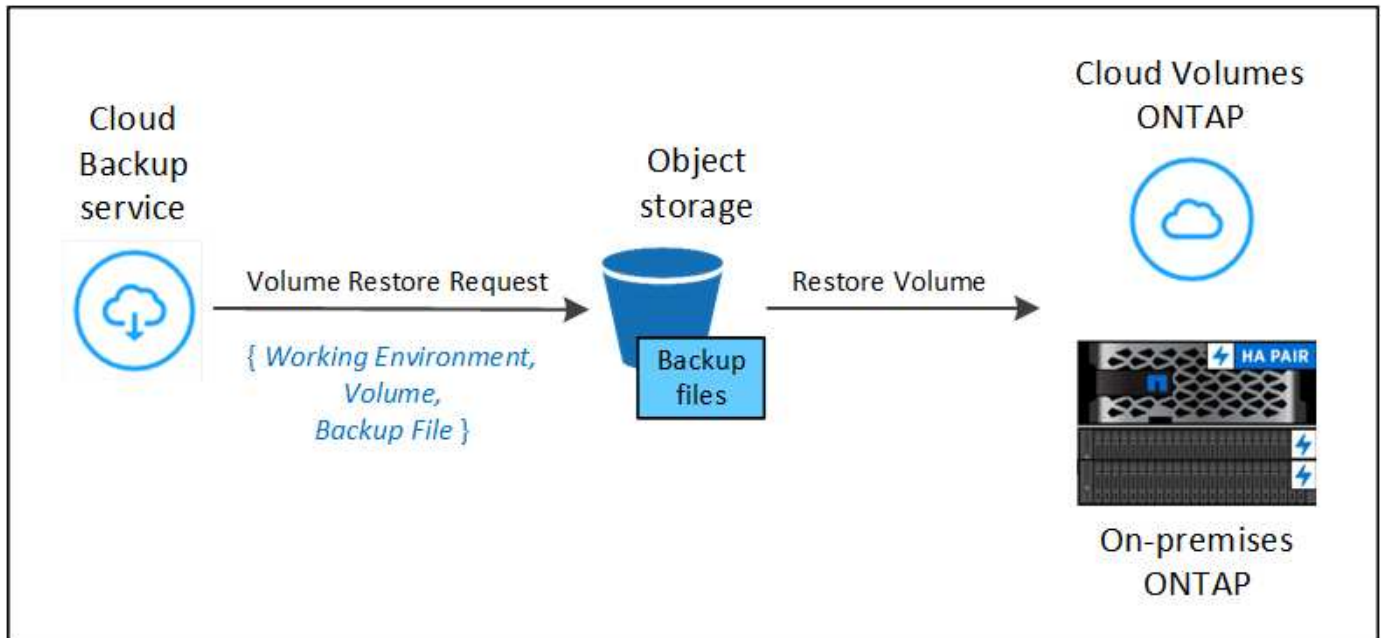 Cloud
Backup
service
Volume Restore Request
{ Working Environment,
Volume,
Backup File }
Object
storage
Backup
files
Restore Volume
Cloud Volumes
ONTAP
HA PAIR
On-premises
ONTAP